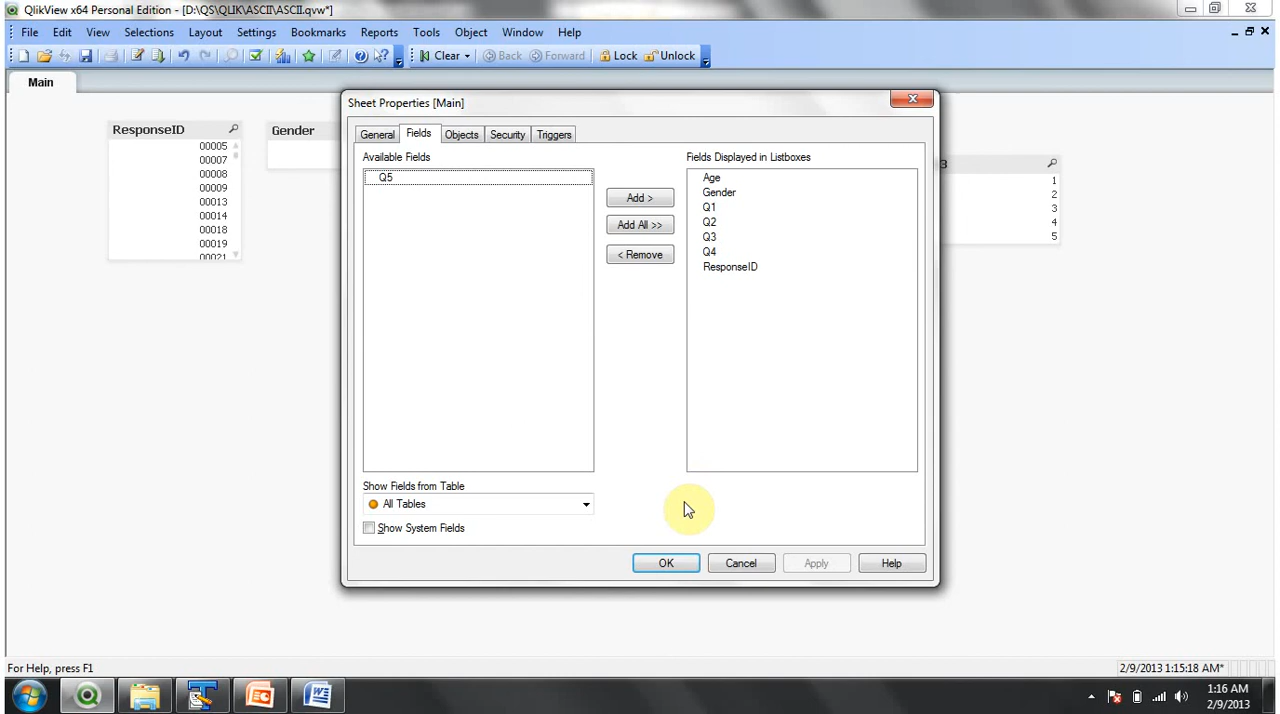 QlikView x64 Personal Edition - [D:\QS\QLIK\ASCII\ASCII.qvw*]
File Edit View Selections Layout Settings Bookmarks Reports Tools Object Window Help
Clear Back Forward Lock Unlock
Main
Sheet Properties [Main]
General Fields Objects Security Triggers
ResponseID
00005
00007
00008
00009
00013
00014
00018
00019
00021
Gender
Available Fields
Q5
Add >
Add All >>
< Remove
Fields Displayed in Listboxes
Age
Gender
Q1
Q2
Q3
Q4
ResponseID
3
1
2
3
4
5
Show Fields from Table
All Tables
Show System Fields
OK Cancel Apply Help
For Help, press F1
2/9/2013 1:15:18 AM*
1:16 AM
2/9/2013